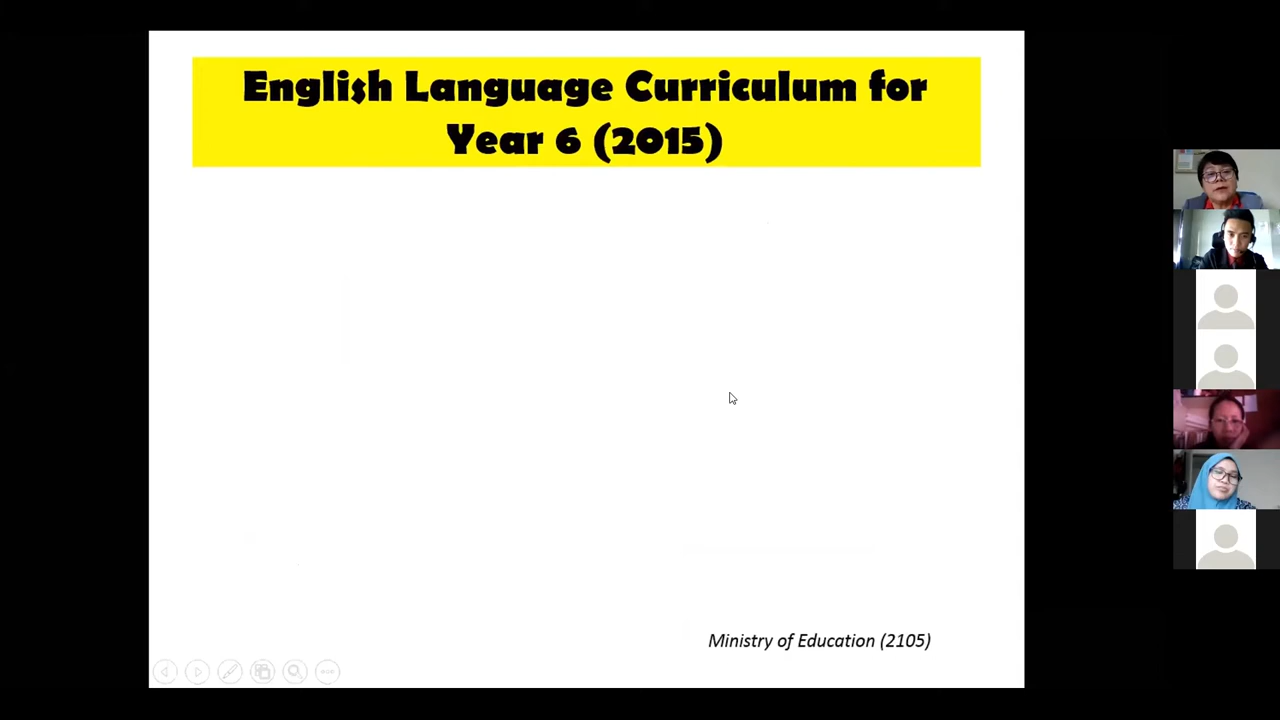 English Language Curriculum for
Year 6 (2015)
Ministry of Education (2105)